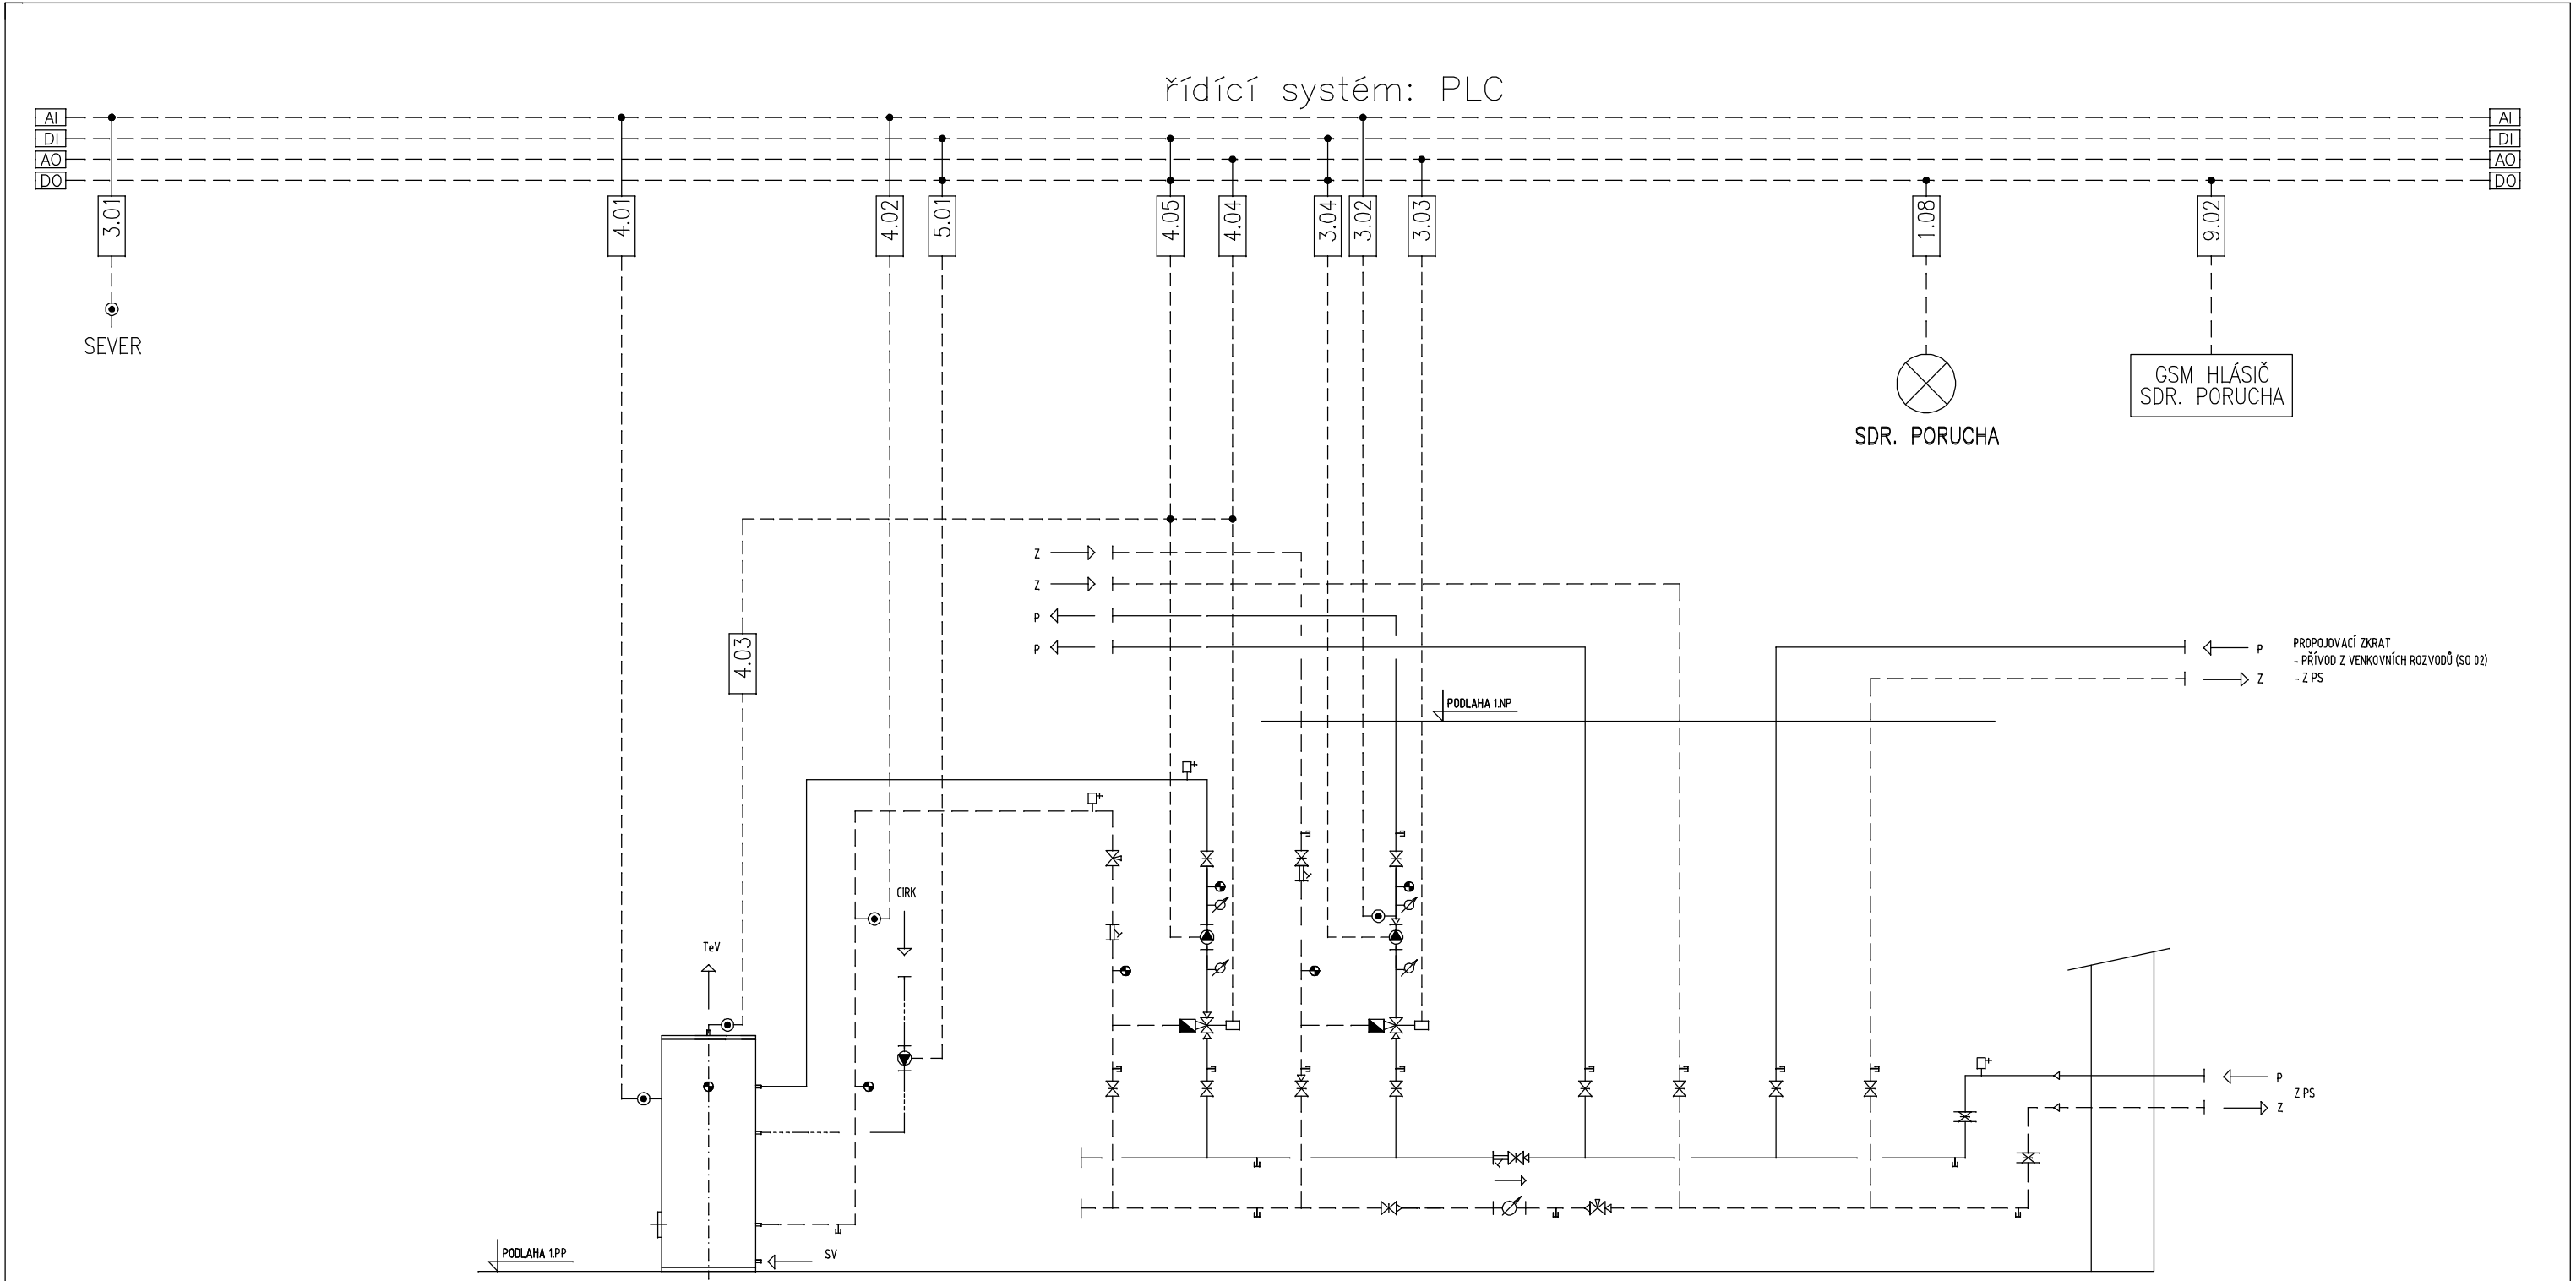 řídící systém: PLC
AI
AI
DI
DI
AO
AO
DO
DO
3.01
4.01
4.02
5.01
4.05
4.04
3.04
3.02
3.03
1.08
9.02
SEVER
GSM HLÁSIČ
SDR. PORUCHA
SDR. PORUCHA
Z
Z
P
P
4.03
P
PROPOJOVACÍ ZKRAT
- PŘÍVOD Z VENKOVNÍCH ROZVODŮ (SO 02)
Z
- Z PS
PODLAHA 1.NP
CIRK
TeV
P
Z PS
Z
PODLAHA 1.PP
SV